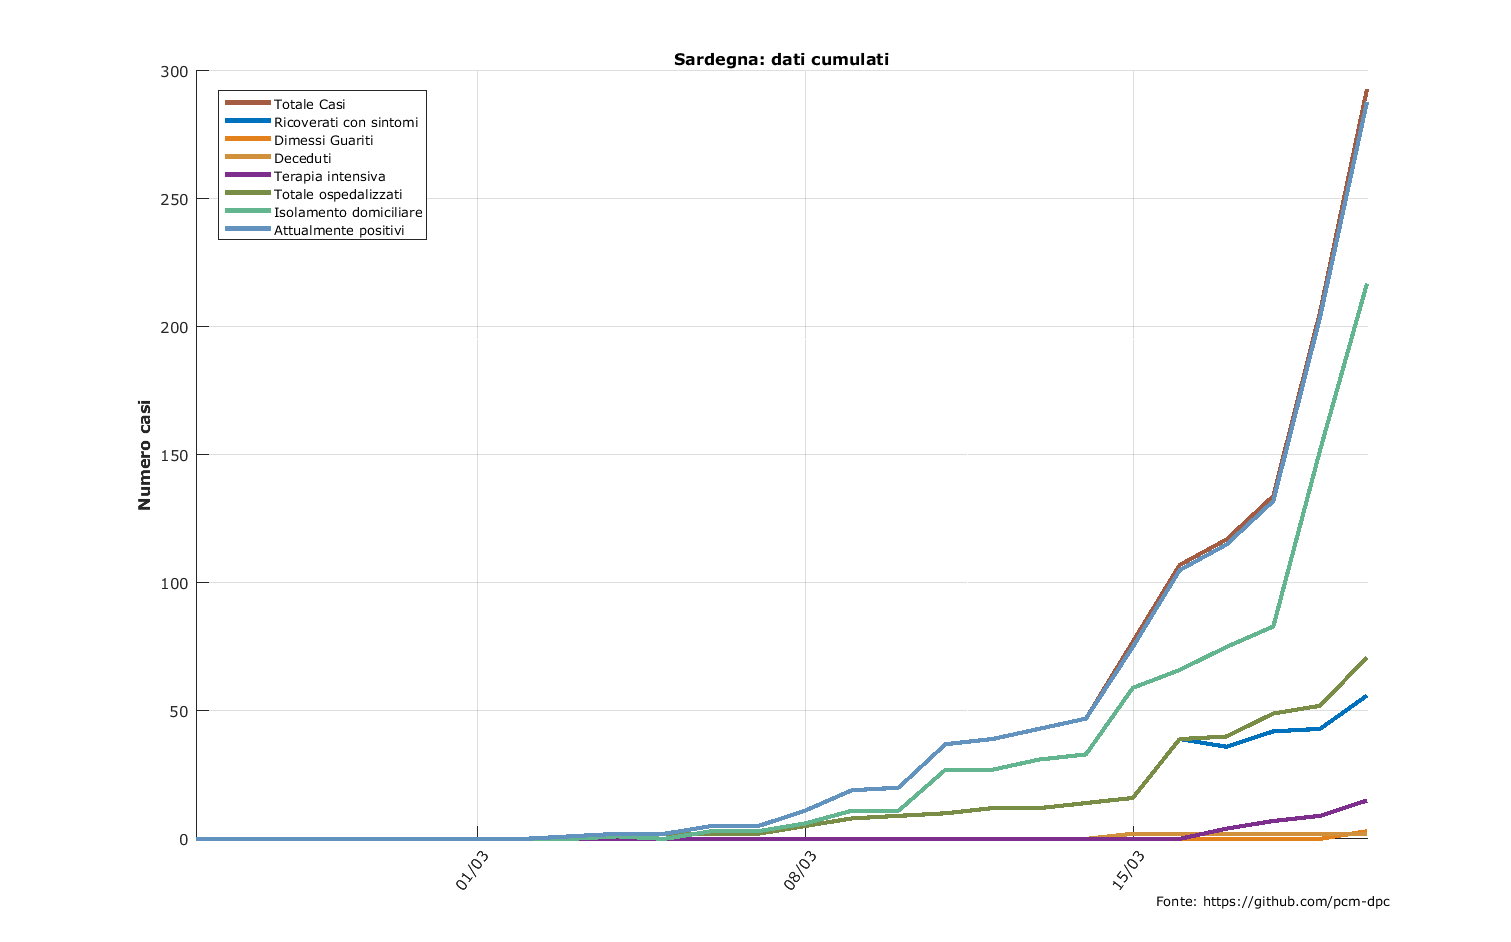 Sardegna: dati cumulati
300
250
200
150
100
50
0
Numero casi
Totale Casi
Ricoverati con sintomi
Dimessi Guariti
Deceduti
Terapia intensiva
Totale ospedalizzati
Isolamento domiciliare
Attualmente positivi
01/03
08/03
15/03
Fonte: https://github.com/pcm-dpc